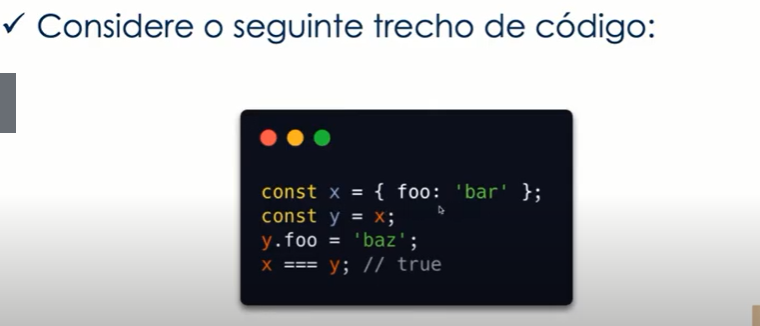 ✓ Considere o seguinte trecho de código:
const x = { foo: 'bar' };
const y = x;
y.foo = 'baz';
x === y; // true